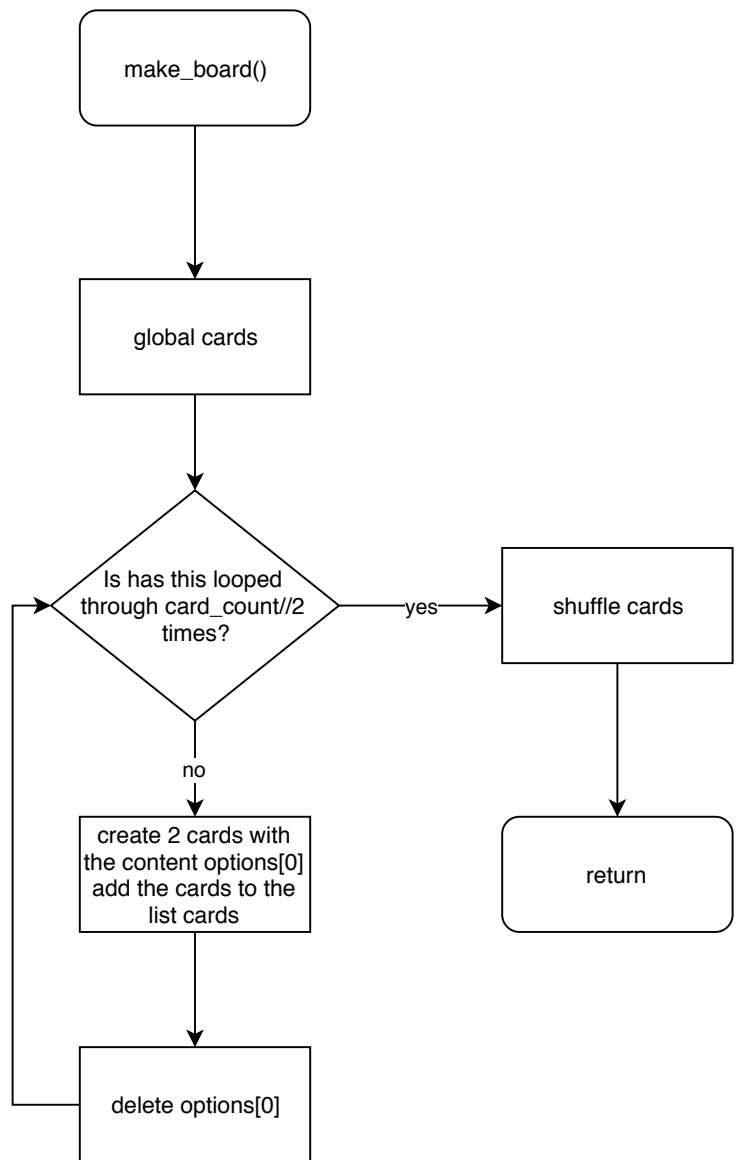 make_board()
global cards
Is has this looped
through card_count//2
times?
yes
shuffle cards
no
create 2 cards with
the content options[0]
add the cards to the
list cards
return
delete options[0]